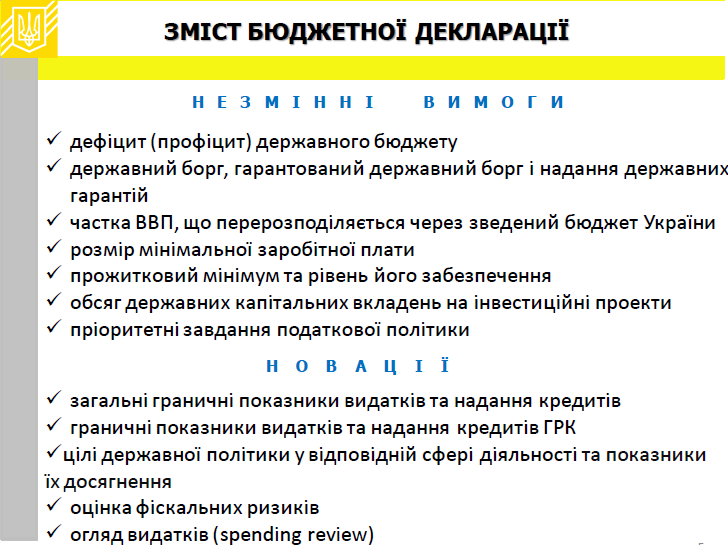 ЗМІСТ БЮДЖЕТНОЇ ДЕКЛАРАЦІЇ
НЕЗМІННІ ВИМОГИ
✓ дефіцит (профіцит) державного бюджету
✓ державний борг, гарантований державний борг і надання державних
гарантій
✓ частка ВВП, що перерозподіляється через зведений бюджет України
✓ розмір мінімальної заробітної плати
✓ прожитковий мінімум та рівень його забезпечення
✓ обсяг державних капітальних вкладень на інвестиційні проекти
✓ пріоритетні завдання податкової політики
НОВАЦІЇ
✓ загальні граничні показники видатків та надання кредитів
✓ граничні показники видатків та надання кредитів ГРК
✓цілі державної політики у відповідній сфері діяльності та показники
їх досягнення
✓ оцінка фіскальних ризиків
✓ огляд видатків (spending review)